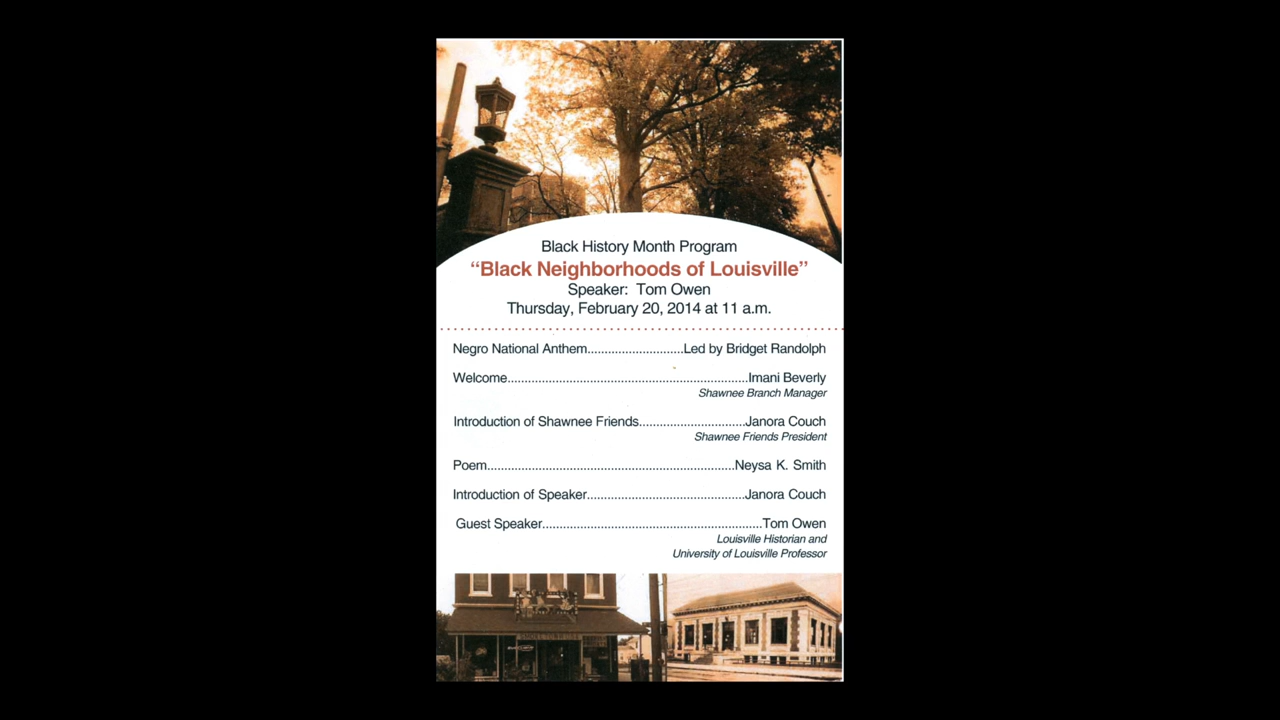 Black History Month Program
“Black Neighborhoods of Louisville”
Speaker: Tom Owen
Thursday, February 20, 2014 at 11 a.m.
Negro National Anthem............................Led by Bridget Randolph
Welcome......................................................................Imani Beverly
Shawnee Branch Manager
Introduction of Shawnee Friends...............................Janora Couch
Shawnee Friends President
Poem........................................................................Neysa K. Smith
Introduction of Speaker..............................................Janora Couch
Guest Speaker................................................................Tom Owen
Louisville Historian and
University of Louisville Professor